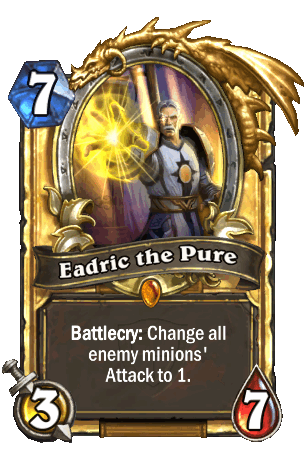 7
Eadric the Pure
Battlecry: Change all
enemy minions'
Attack to 1.
3
7